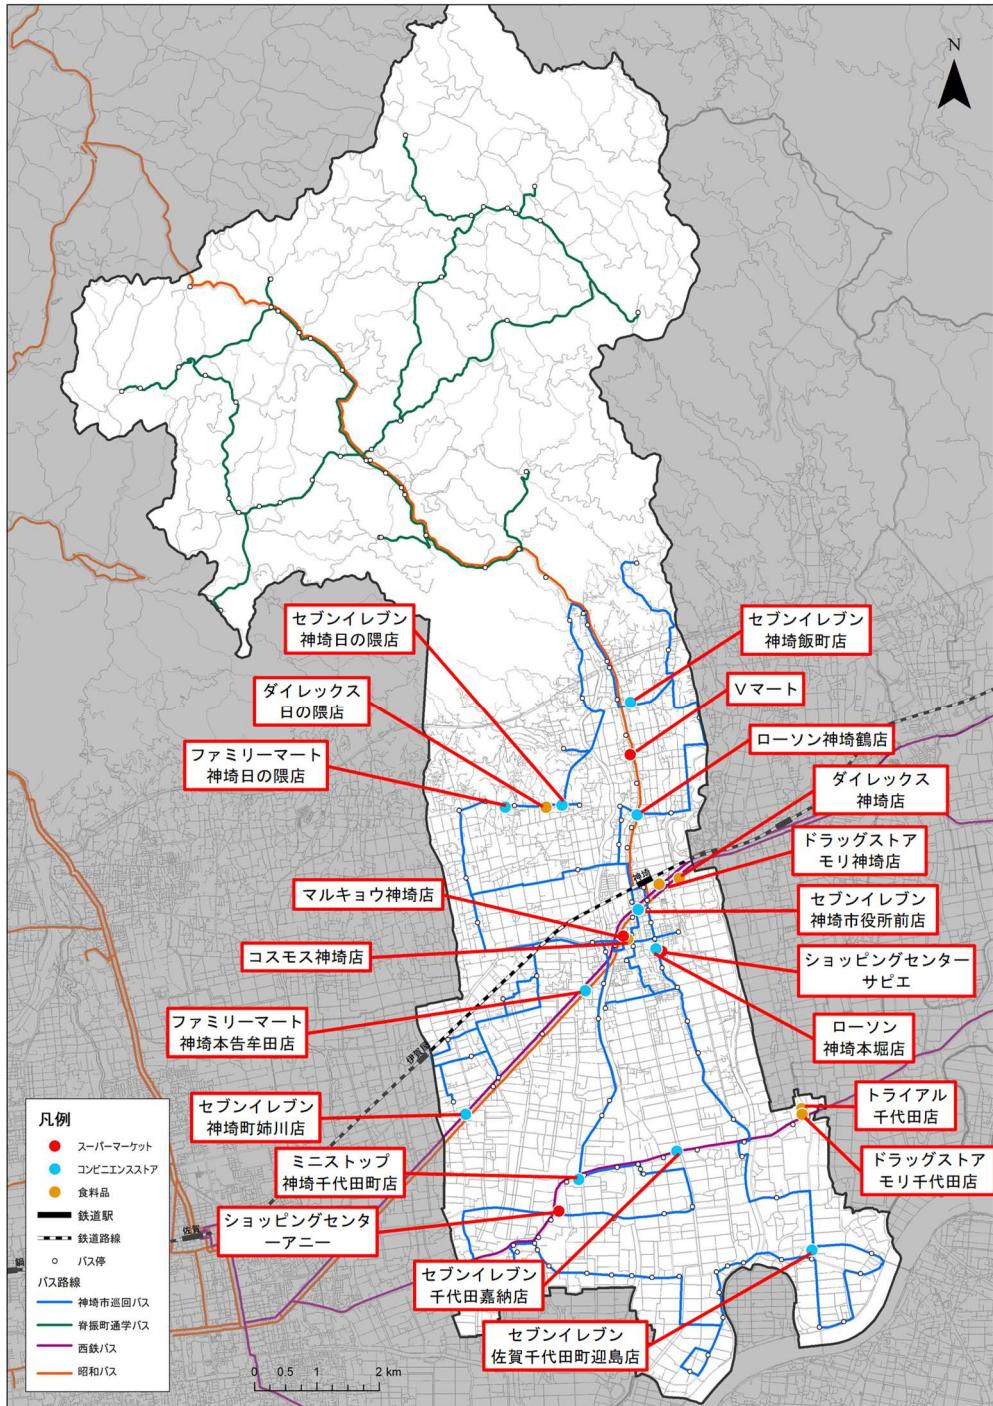 N
セブンイレブン
神埼日の隈店
セブンイレブン
神埼飯町店
ダイレックス
日の隈店
Vマート
ファミリーマート
神埼日の隈店
ローソン神埼鶴店
ダイレックス
神埼店
ドラッグストア
モリ神埼店
神埼
マルキョウ神埼店
セブンイレブン
神埼市役所前店
コスモス神埼店
ショッピングセンター
サピエ
ファミリーマート
神埼本告牟田店
ローソン
神埼本堀店
伊賀屋
セブンイレブン
神埼町姉川店
トライアル
千代田店
ミニストップ
神埼千代田町店
ドラッグストア
モリ千代田店
ショッピングセンタ
ーアニー
セブンイレブン
千代田嘉納店
セブンイレブン
佐賀千代田町迎島店
佐賀
凡例
スーパーマーケット
コンビニエンスストア
食料品
鉄道駅
鉄道路線
バス停
バス路線
神埼市巡回バス
脊振町通学バス
西鉄バス
昭和バス
0 0.5 1 2 km